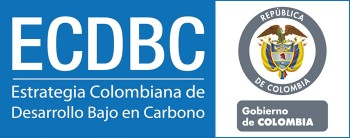 ECDBC
Estrategia Colombiana de
Desarrollo Bajo en Carbono
REPÚBLICA
DE COLOMBIA
Gobierno
de COLOMBIA